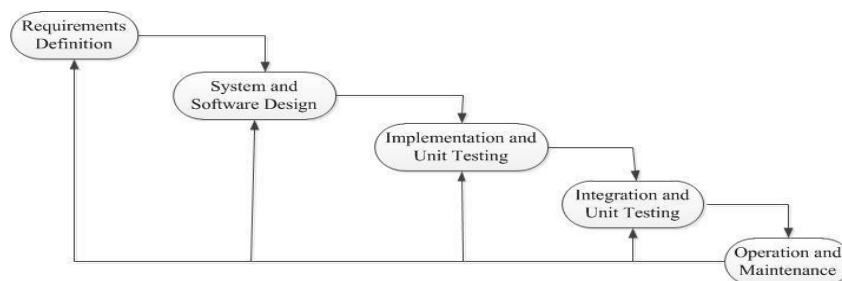 Requirements
Definition
System and
Software Design
Implementation and
Unit Testing
Integration and
Unit Testing
Operation and
Maintenance